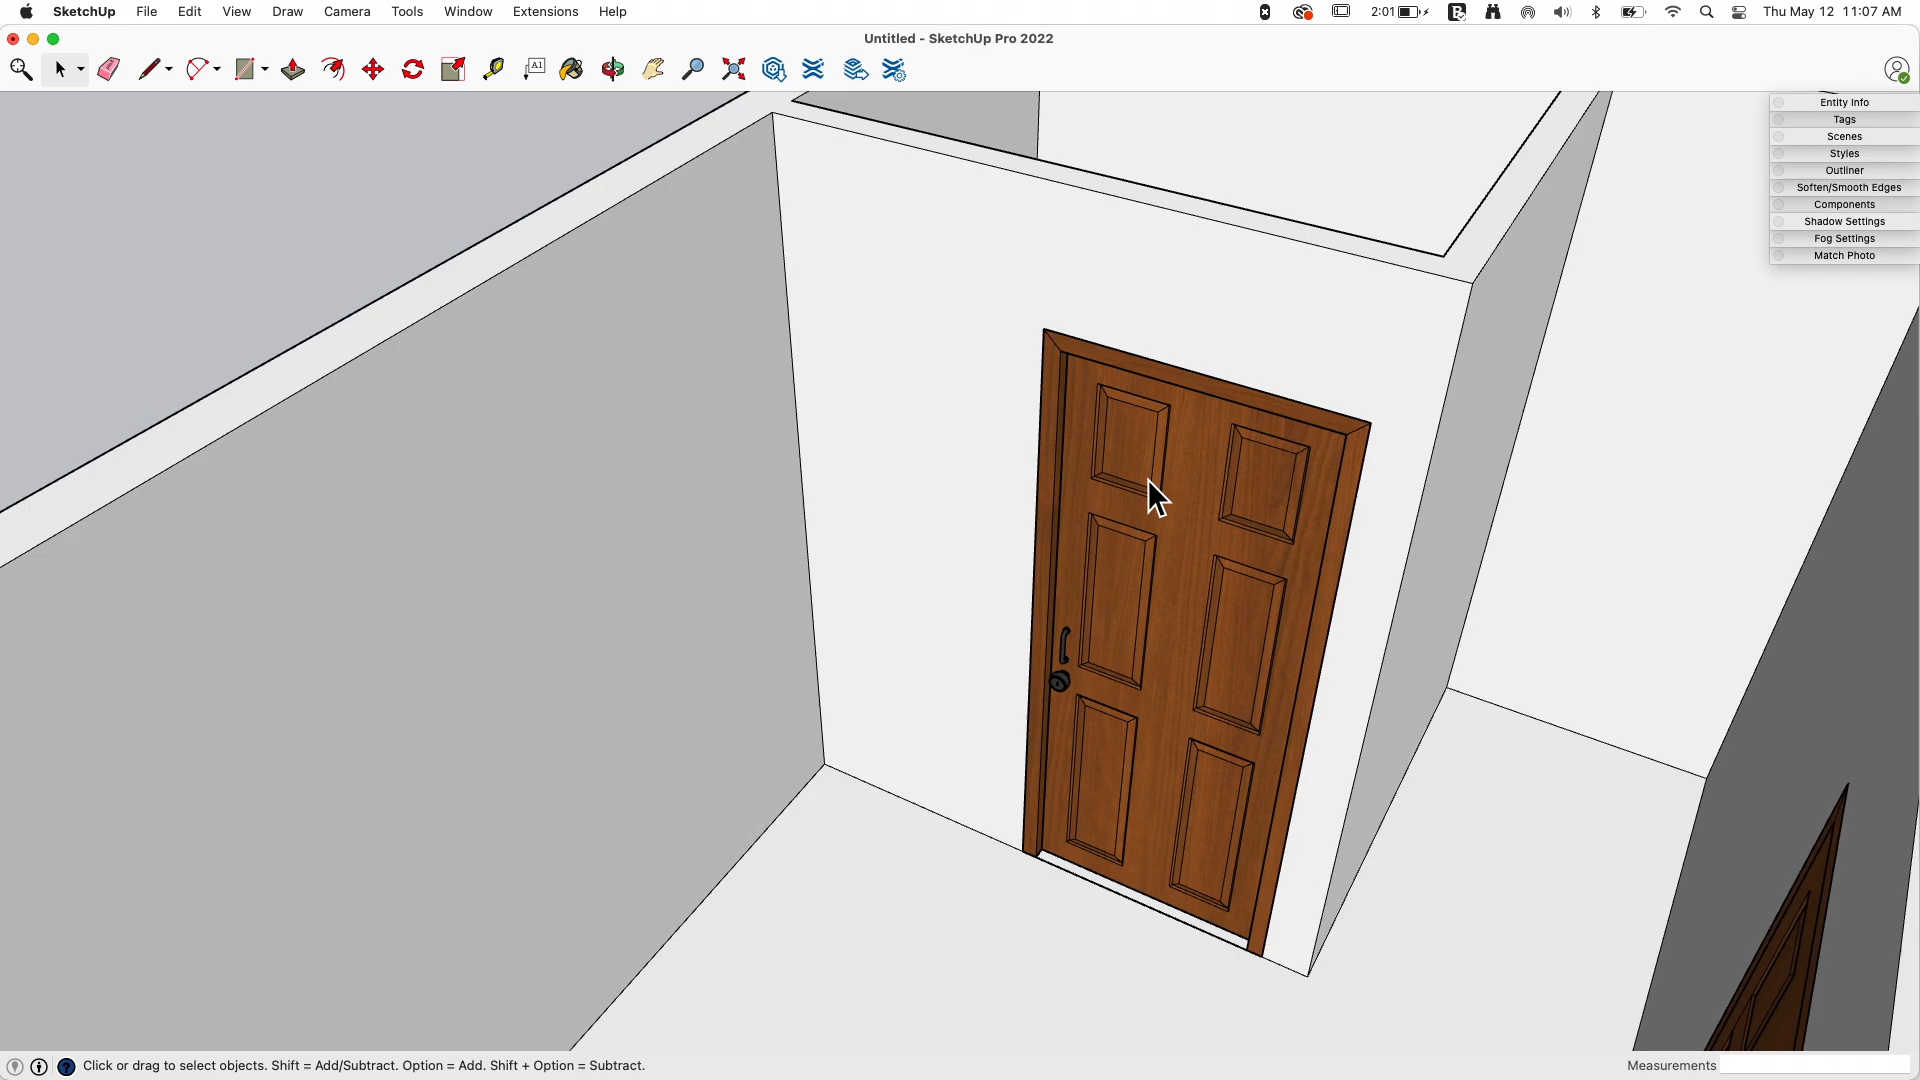 SketchUp File Edit View Draw Camera Tools Window Extensions Help 2:01 Thu May 12 11:07 AM
Untitled - SketchUp Pro 2022
A1
Entity Info
Tags
Scenes
Styles
Outliner
Soften/Smooth Edges
Components
Shadow Settings
Fog Settings
Match Photo
Click or drag to select objects. Shift = Add/Subtract. Option = Add. Shift + Option = Subtract. Measurements